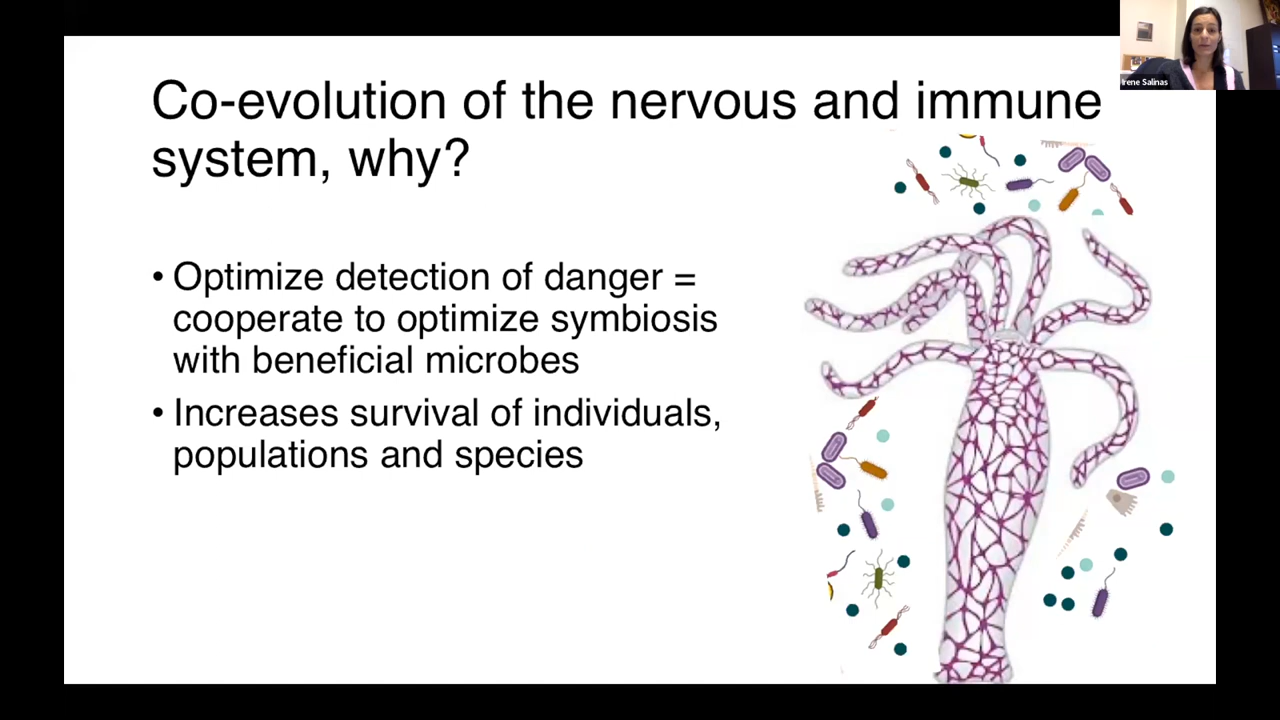 Irene Salinas
Co-evolution of the nervous and immune
system, why?
• Optimize detection of danger =
cooperate to optimize symbiosis
with beneficial microbes
• Increases survival of individuals,
populations and species